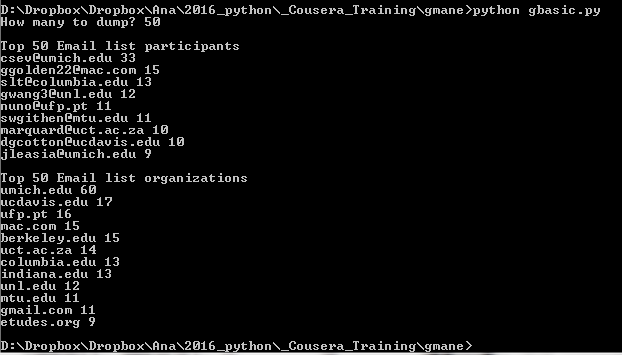 D:\Dropbox\Dropbox\Ana\2016_python\_Cousera_Training\gmane>python gbasic.py
How many to dump? 50
Top 50 Email list participants
csev@umich.edu 33
ggolden22@mac.com 15
slt@columbia.edu 13
gwang3@unl.edu 12
nuno@ufp.pt 11
swgithen@mtu.edu 11
marquard@uct.ac.za 10
dgcotton@ucdavis.edu 10
jleasia@umich.edu 9
Top 50 Email list organizations
umich.edu 60
ucdavis.edu 17
ufp.pt 16
mac.com 15
berkeley.edu 15
uct.ac.za 14
columbia.edu 13
indiana.edu 13
unl.edu 12
mtu.edu 11
gmail.com 11
etudes.org 9
D:\Dropbox\Dropbox\Ana\2016_python\_Cousera_Training\gmane>